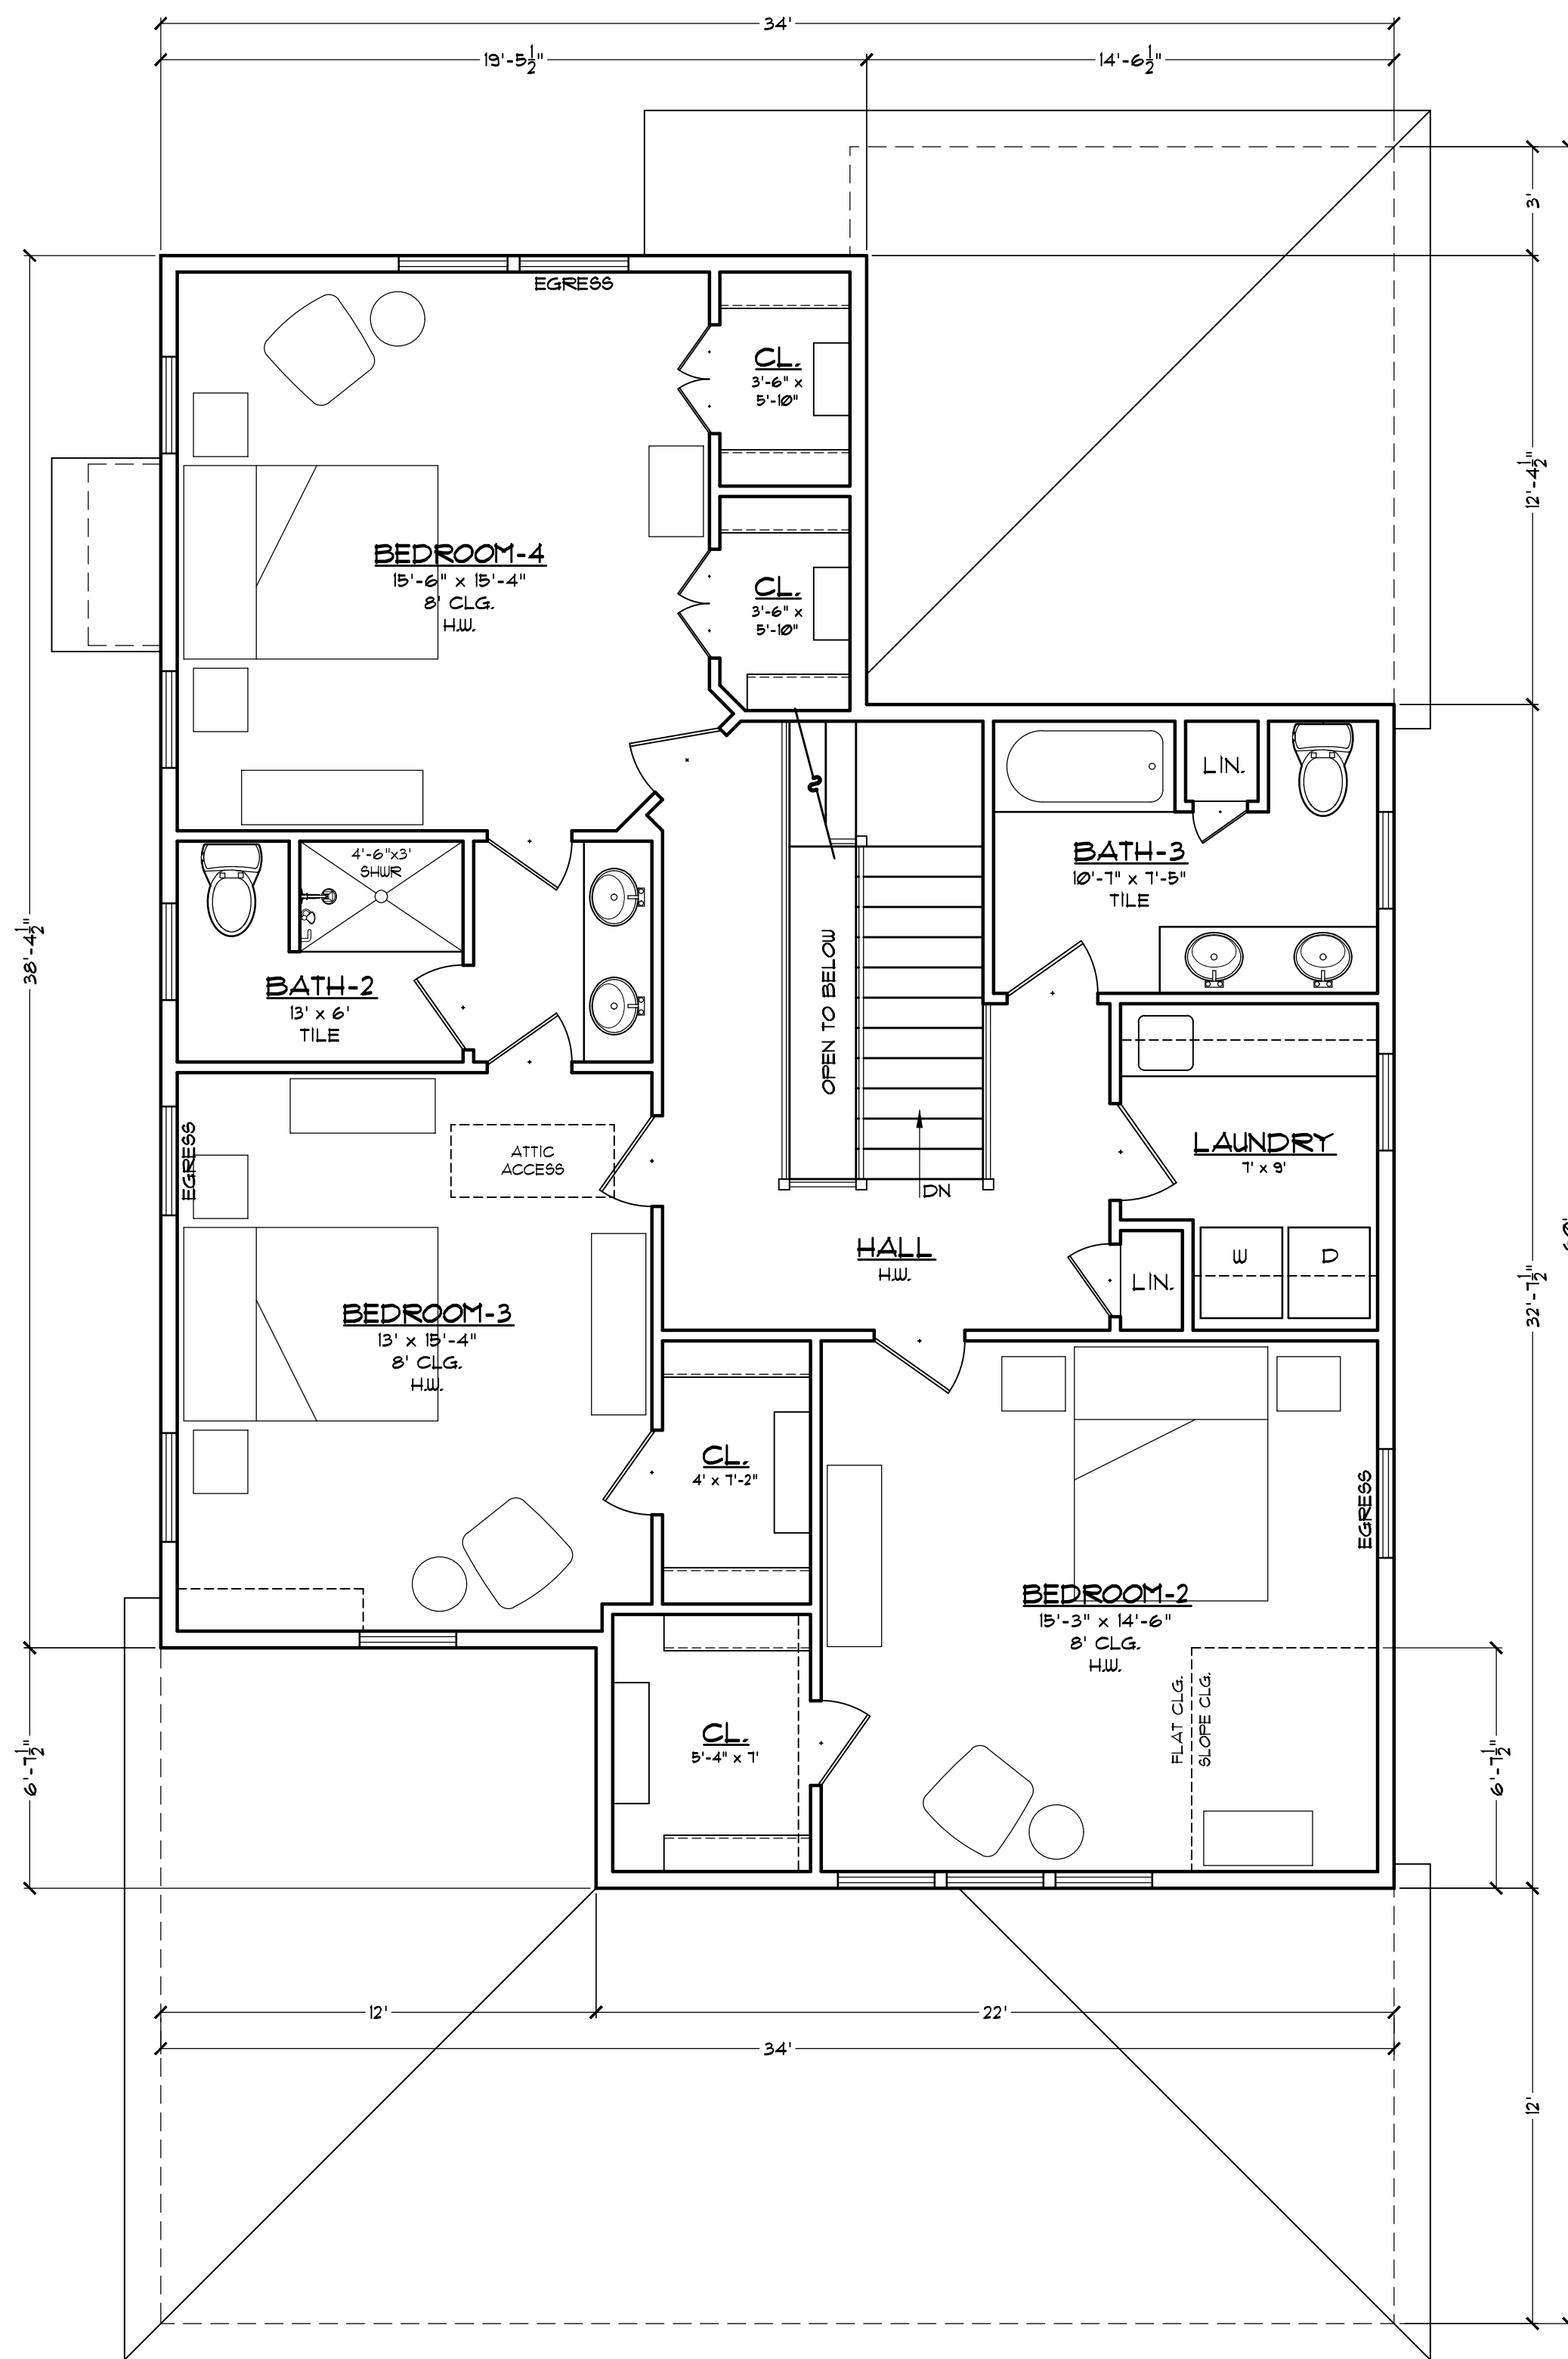 34'
19'-5 1/2"
14'-6 1/2"
3'
EGRESS
CL.
3'-6" x
5'-10"
12'-4 1/2"
BEDROOM-4
15'-6" x 15'-4"
8' CLG.
H.W.
CL.
3'-6" x
5'-10"
LIN.
4'-6"x3'
SHWR
BATH-3
10'-7" x 7'-5"
TILE
38'-4 1/2"
BATH-2
13' x 6'
TILE
OPEN TO BELOW
EGRESS
ATTIC
ACCESS
LAUNDRY
7' x 9'
DN
HALL
H.W.
W
D
LIN.
32'-7 1/2"
BEDROOM-3
13' x 15'-4"
8' CLG.
H.W.
CL.
4' x 7'-2"
EGRESS
BEDROOM-2
15'-3" x 14'-6"
8' CLG.
H.W.
FLAT CLG.
SLOPE CLG.
CL.
5'-4" x 7'
6'-7 1/2"
6'-7 1/2"
12'
22'
34'
12'